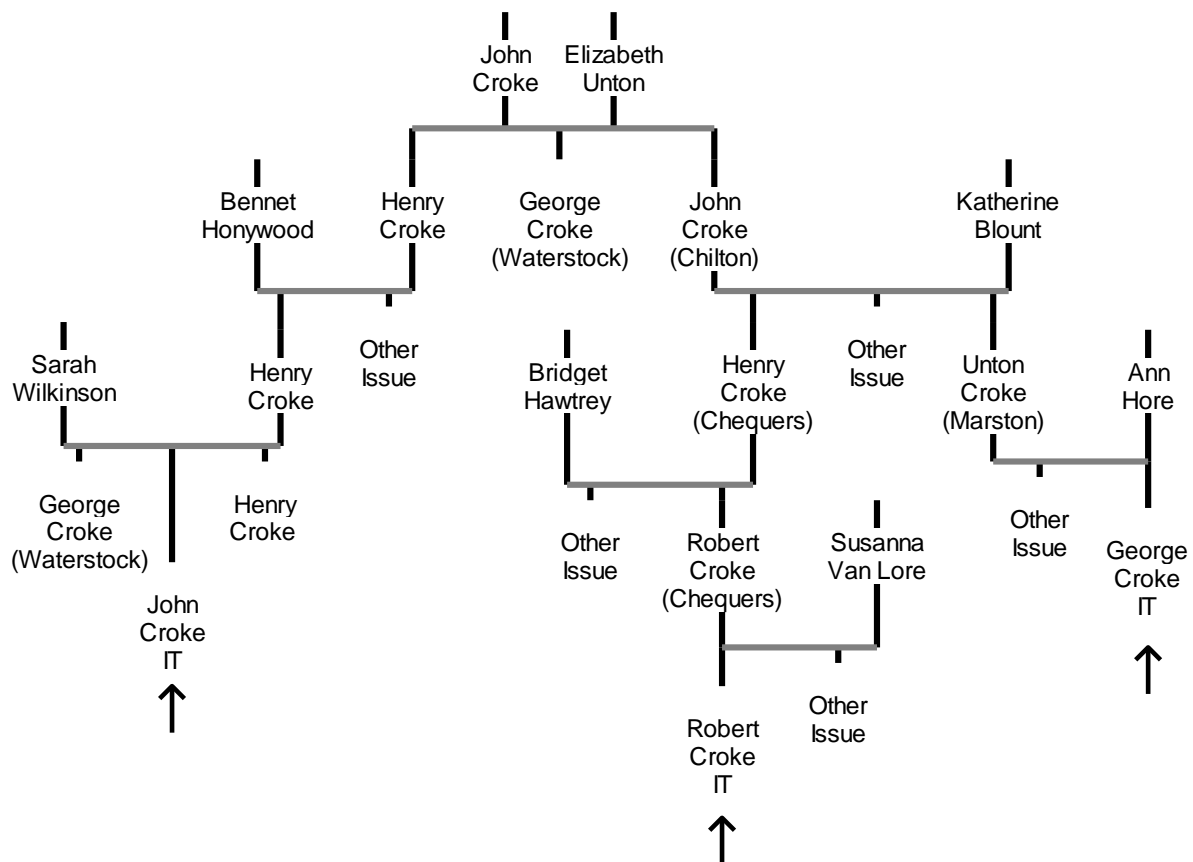 John
Croke
Elizabeth
Unton
Bennet
Honywood
Henry
Croke
George
Croke
(Waterstock)
John
Croke
(Chilton)
Katherine
Blount
Sarah
Wilkinson
Henry
Croke
Other
Issue
Bridget
Hawtrey
Henry
Croke
(Chequers)
Other
Issue
Unton
Croke
(Marston)
Ann
Hore
George
Croke
(Waterstock)
Henry
Croke
Other
Issue
Robert
Croke
(Chequers)
Susanna
Van Lore
Other
Issue
George
Croke
IT
John
Croke
IT
Other
Issue
Robert
Croke
IT